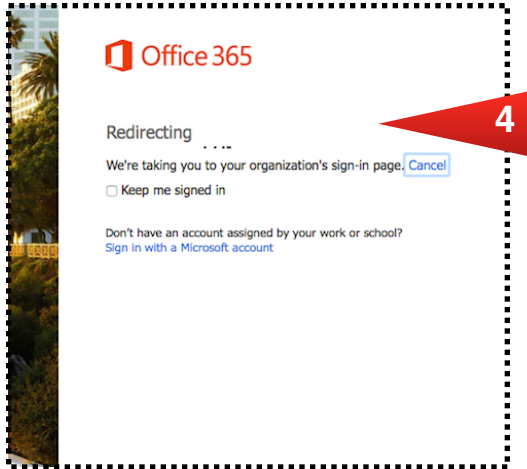 Office 365
4
Redirecting
We're taking you to your organization's sign-in page. Cancel
Keep me signed in
Don't have an account assigned by your work or school?
Sign in with a Microsoft account